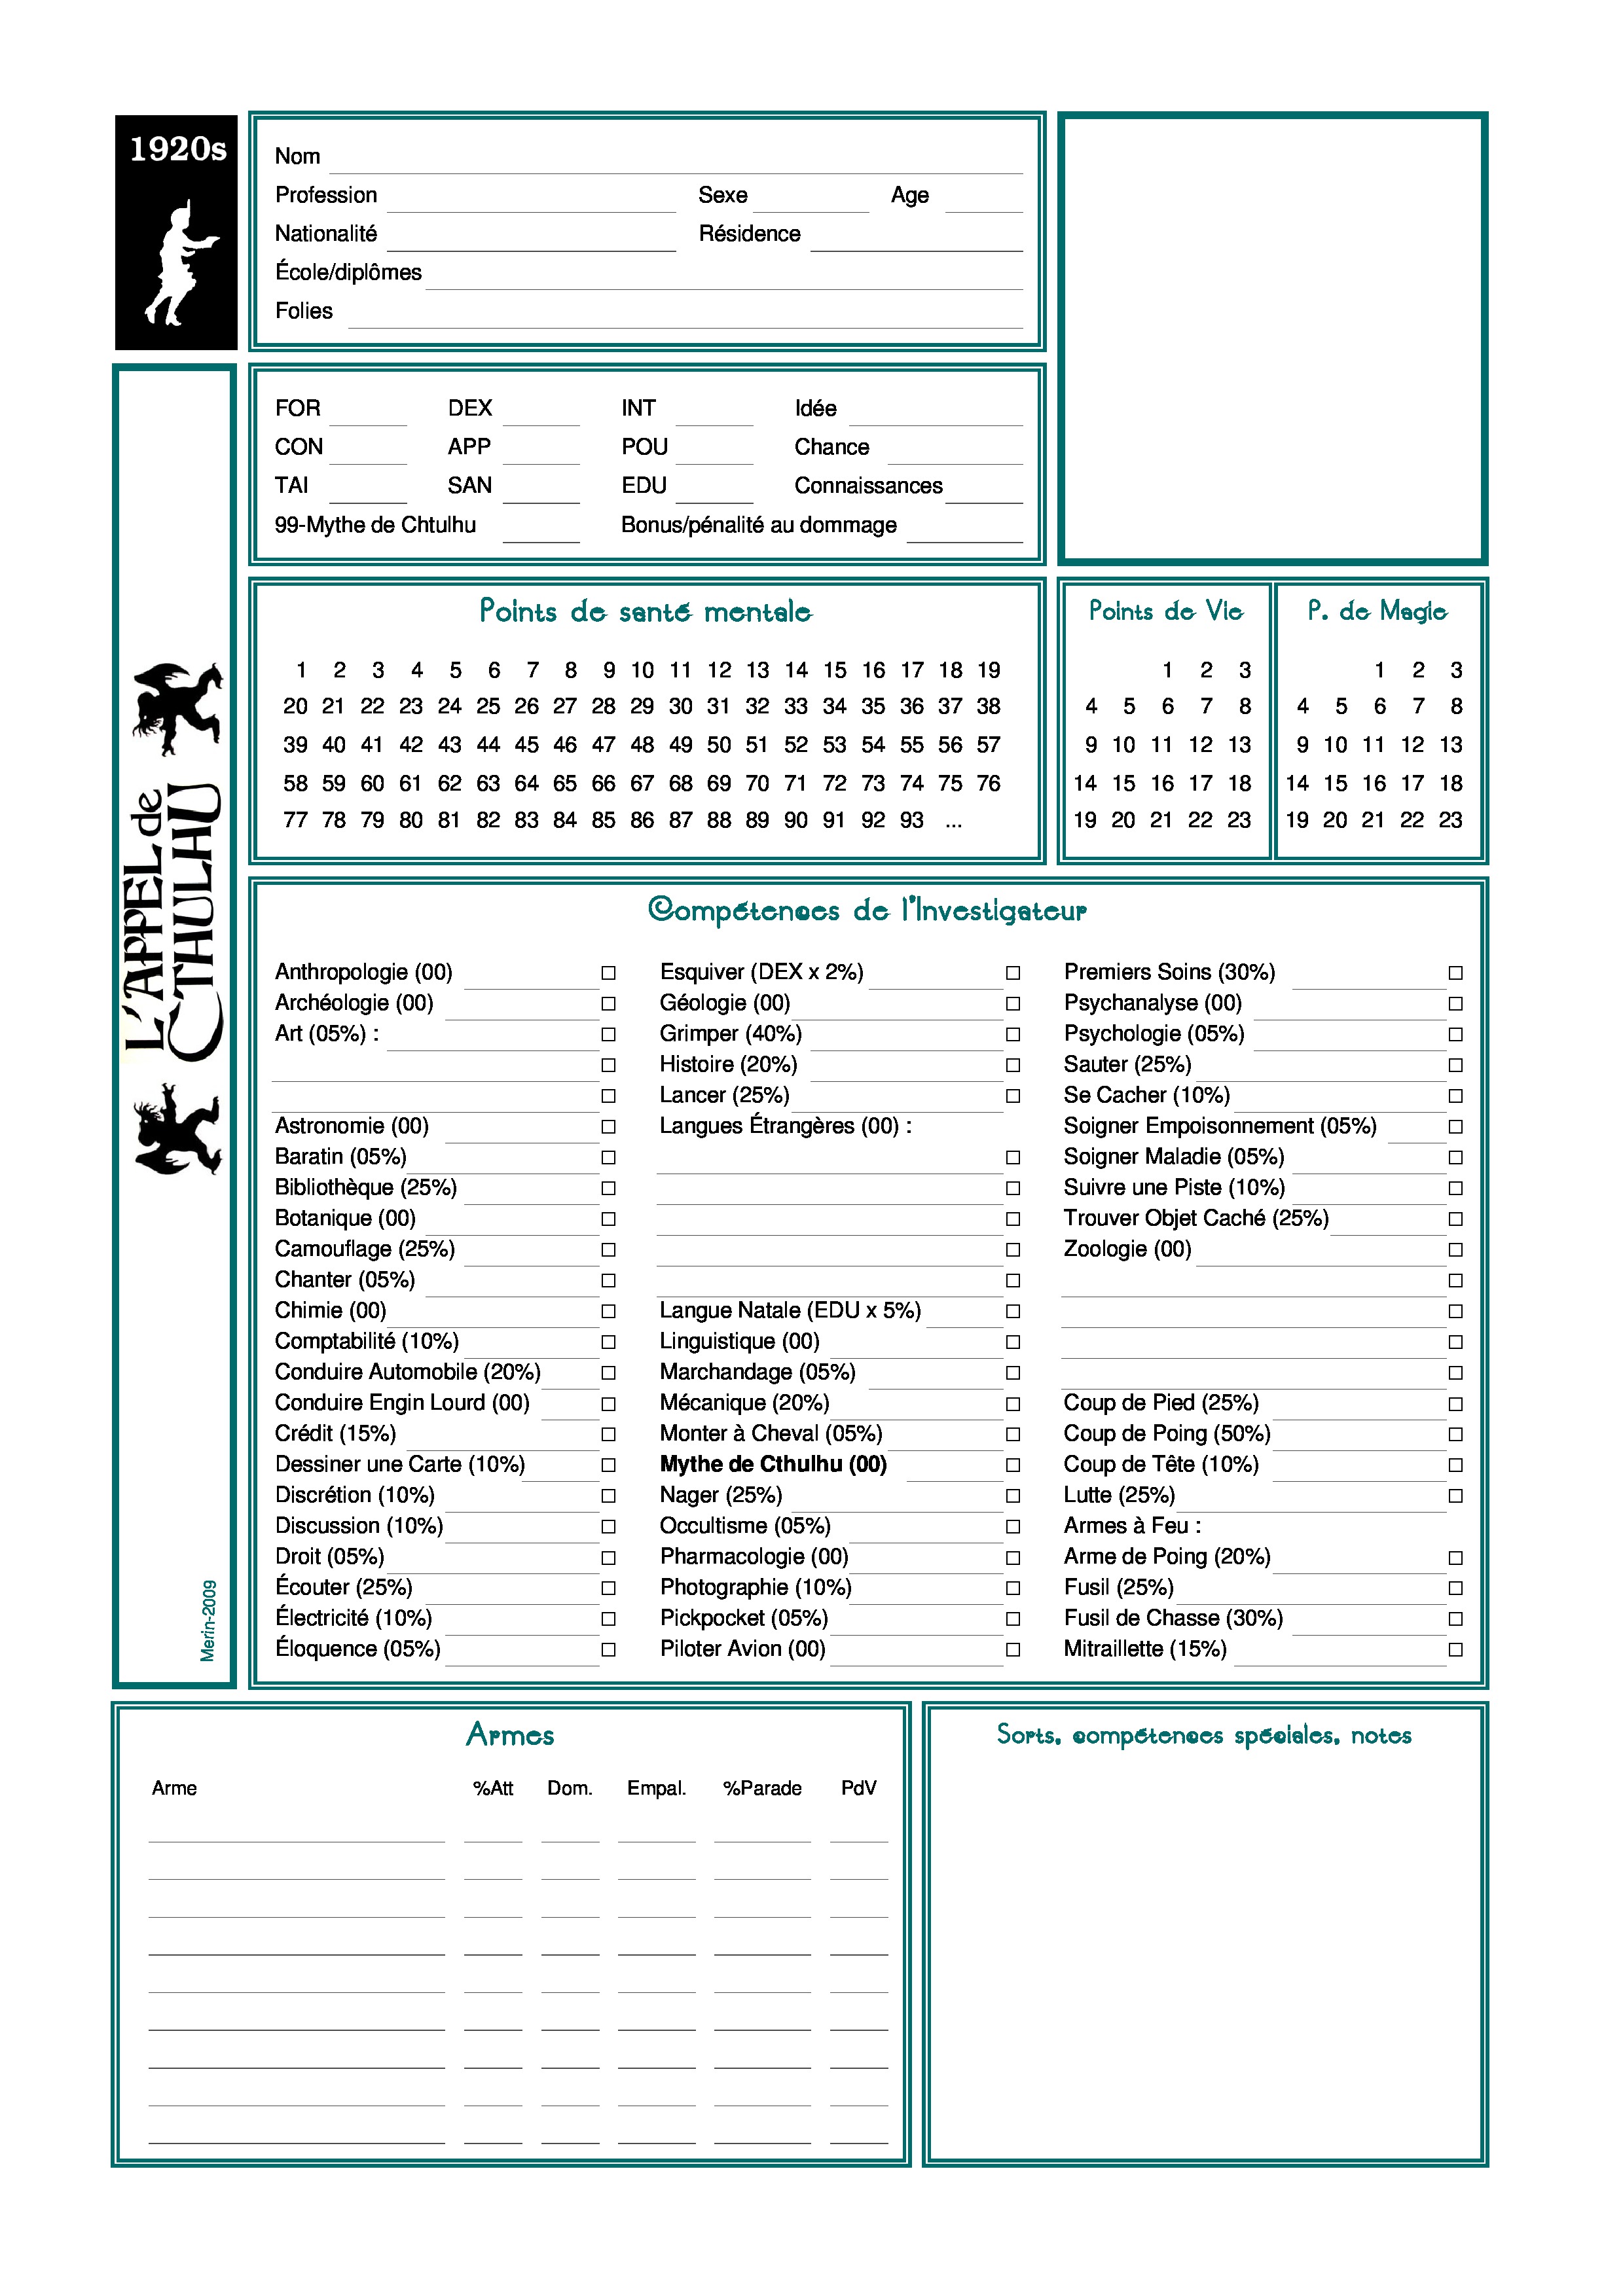 1920s
Nom
Profession Sexe Age
Nationalité Résidence
École/diplômes
Folies
FOR DEX INT Idée
CON APP POU Chance
TAI SAN EDU Connaissances
99-Mythe de Chtulhu Bonus/pénalité au dommage
L'APPEL de
CTHULHU
Merin-2009
Points de santé mentale
1 2 3 4 5 6 7 8 9 10 11 12 13 14 15 16 17 18 19
20 21 22 23 24 25 26 27 28 29 30 31 32 33 34 35 36 37 38
39 40 41 42 43 44 45 46 47 48 49 50 51 52 53 54 55 56 57
58 59 60 61 62 63 64 65 66 67 68 69 70 71 72 73 74 75 76
77 78 79 80 81 82 83 84 85 86 87 88 89 90 91 92 93 ...
Points de Vie
1 2 3
4 5 6 7 8
9 10 11 12 13
14 15 16 17 18
19 20 21 22 23
P. de Magie
1 2 3
4 5 6 7 8
9 10 11 12 13
14 15 16 17 18
19 20 21 22 23
Compétences de l'Investigateur
Anthropologie (00)
Archéologie (00)
Art (05%) :
Astronomie (00)
Baratin (05%)
Bibliothèque (25%)
Botanique (00)
Camouflage (25%)
Chanter (05%)
Chimie (00)
Comptabilité (10%)
Conduire Automobile (20%)
Conduire Engin Lourd (00)
Crédit (15%)
Dessiner une Carte (10%)
Discrétion (10%)
Discussion (10%)
Droit (05%)
Écouter (25%)
Électricité (10%)
Éloquence (05%)
Esquiver (DEX x 2%)
Géologie (00)
Grimper (40%)
Histoire (20%)
Lancer (25%)
Langues Étrangères (00) :
Langue Natale (EDU x 5%)
Linguistique (00)
Marchandage (05%)
Mécanique (20%)
Monter à Cheval (05%)
Mythe de Cthulhu (00)
Nager (25%)
Occultisme (05%)
Pharmacologie (00)
Photographie (10%)
Pickpocket (05%)
Piloter Avion (00)
Premiers Soins (30%)
Psychanalyse (00)
Psychologie (05%)
Sauter (25%)
Se Cacher (10%)
Soigner Empoisonnement (05%)
Soigner Maladie (05%)
Suivre une Piste (10%)
Trouver Objet Caché (25%)
Zoologie (00)
Coup de Pied (25%)
Coup de Poing (50%)
Coup de Tête (10%)
Lutte (25%)
Armes à Feu :
Arme de Poing (20%)
Fusil (25%)
Fusil de Chasse (30%)
Mitraillette (15%)
Armes
Arme %Att Dom. Empal. %Parade PdV
Sorts, compétences spéciales, notes